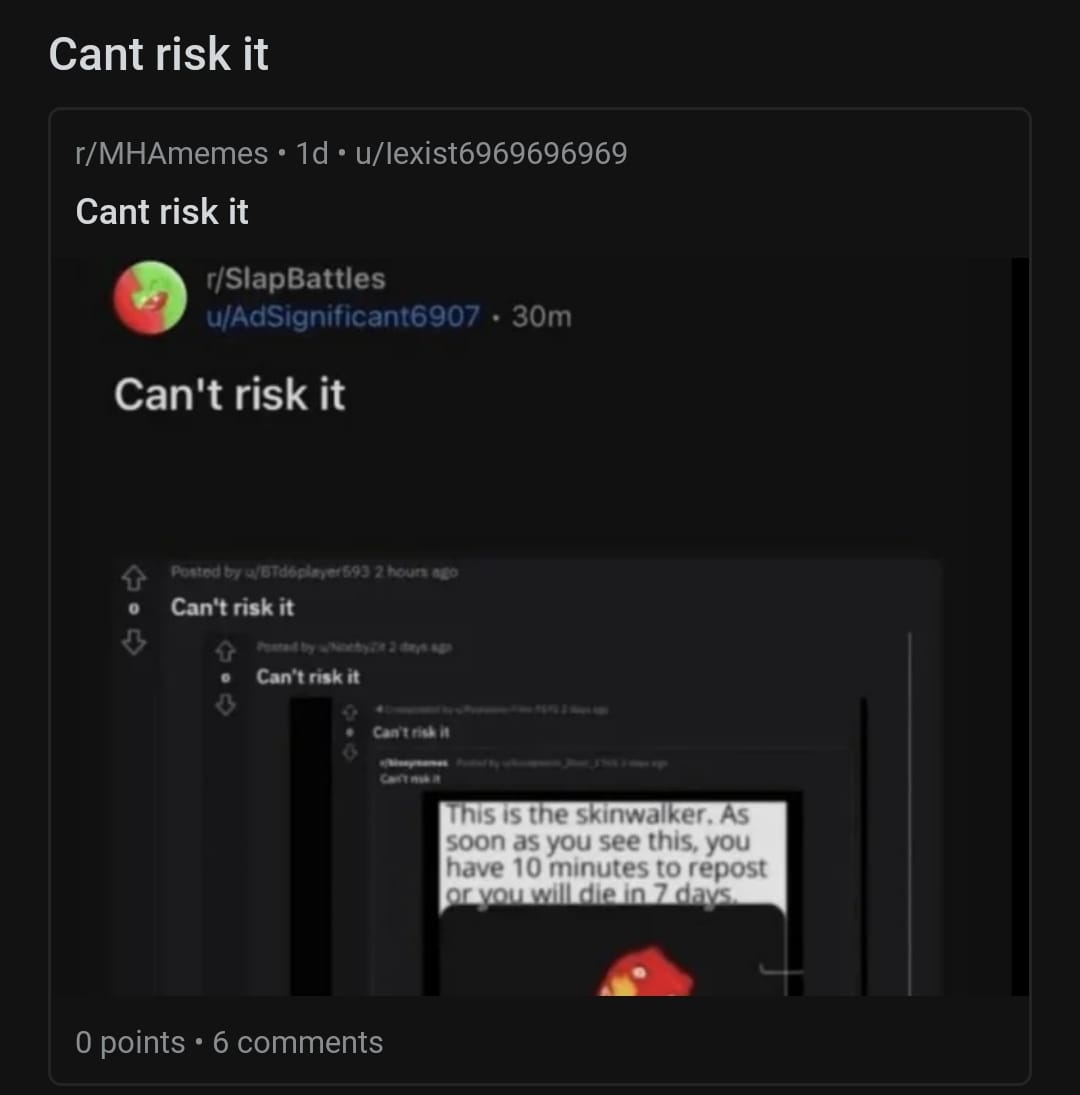 Cant risk it
r/MHAmemes • 1d • u/lexist6969696969
Cant risk it
r/SlapBattles
u/AdSignificant6907 • 30m
Can't risk it
Posted by u/BTd6player593 2 hours ago
0 Can't risk it
Posted by u/NoobyZit 2 days ago
0 Can't risk it
2 days ago
Can't risk it
Posted by
Can't risk it
This is the skinwalker. As
soon as you see this, you
have 10 minutes to repost
or you will die in 7 days.
0 points • 6 comments